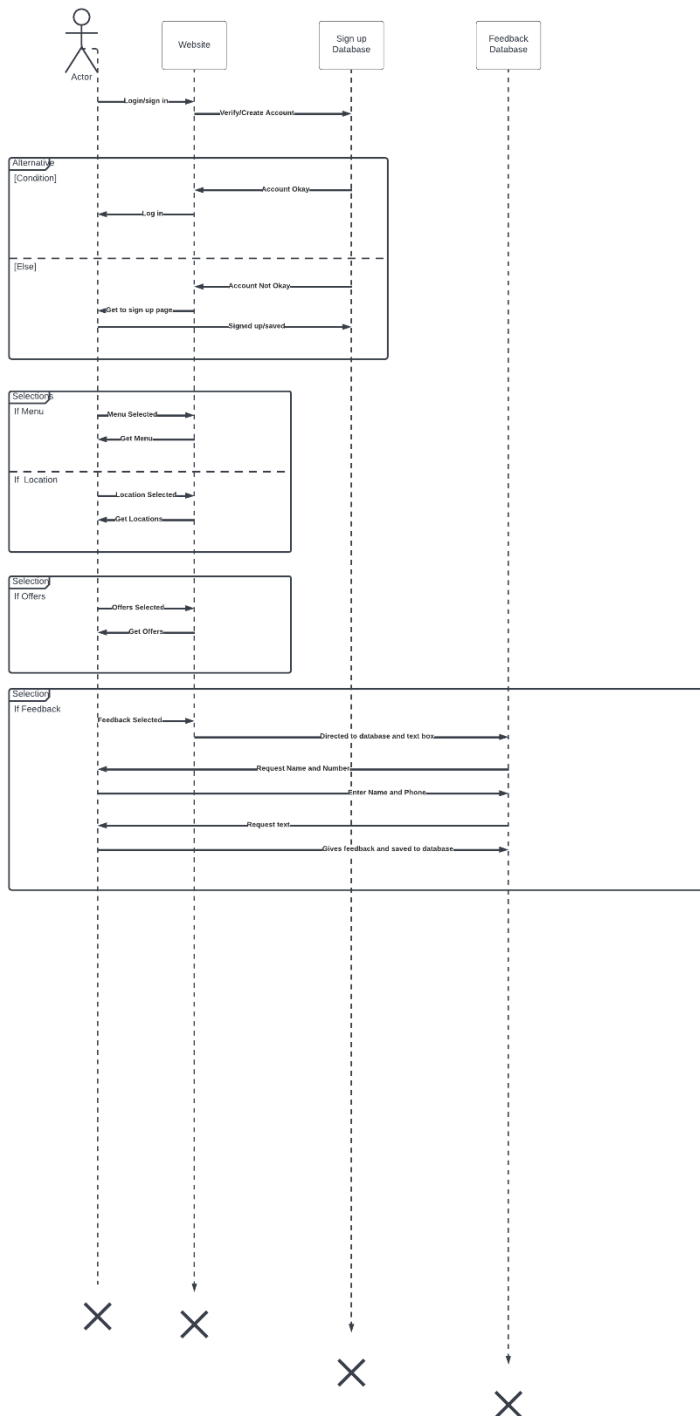 Actor
Website
Sign up
Database
Feedback
Database
Login/sign in
Verify/Create Account
Alternative
[Condition]
Account Okay
Log in
[Else]
Account Not Okay
Get to sign up page
Signed up/saved
Selections
If Menu
Menu Selected
Get Menu
If Location
Location Selected
Get Locations
Selection
If Offers
Offers Selected
Get Offers
Selection
If Feedback
Feedback Selected
Directed to database and text box
Request Name and Number
Enter Name and Phone
Request text
Gives feedback and saved to database